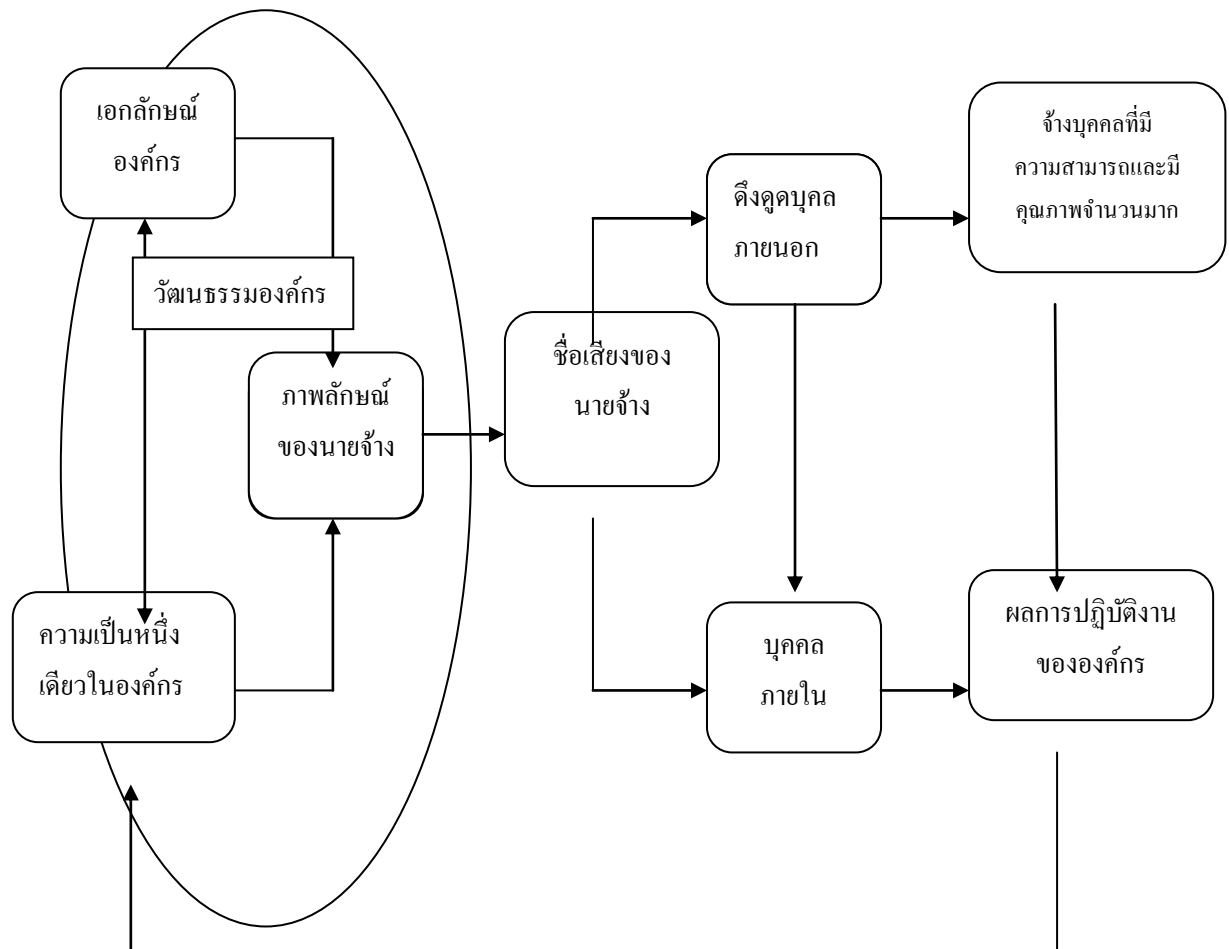 เอกลักษณ์
องค์กร
วัฒนธรรมองค์กร
ภาพลักษณ์
ของนายจ้าง
ความเป็นหนึ่ง
เดียวในองค์กร
ชื่อเสียงของ
นายจ้าง
ดึงดูดบุคล
ภายนอก
บุคคล
ภายใน
จ้างบุคคลที่มี
ความสามารถและมี
คุณภาพจำนวนมาก
ผลการปฏิบัติงาน
ขององค์กร